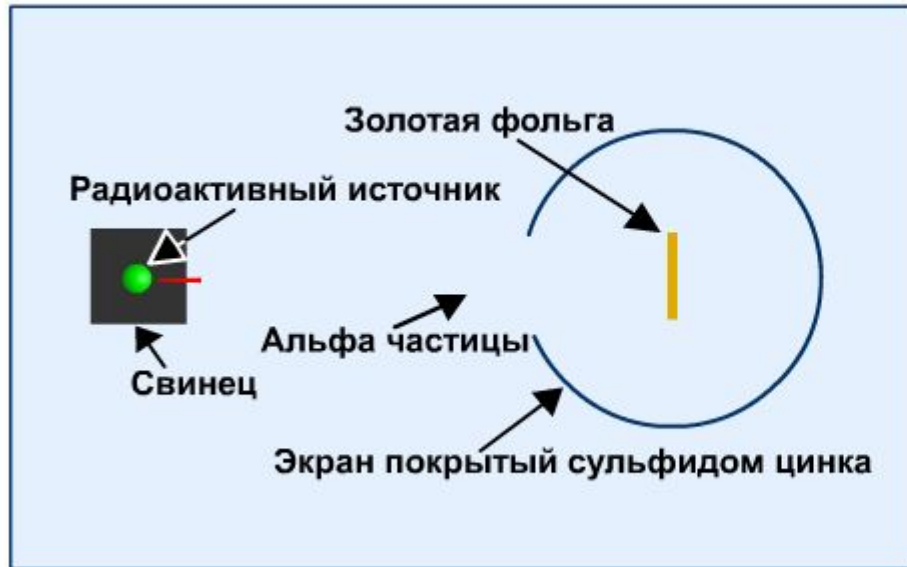 Золотая фольга
Радиоактивный источник
Альфа частицы
Свинец
Экран покрытый сульфидом цинка